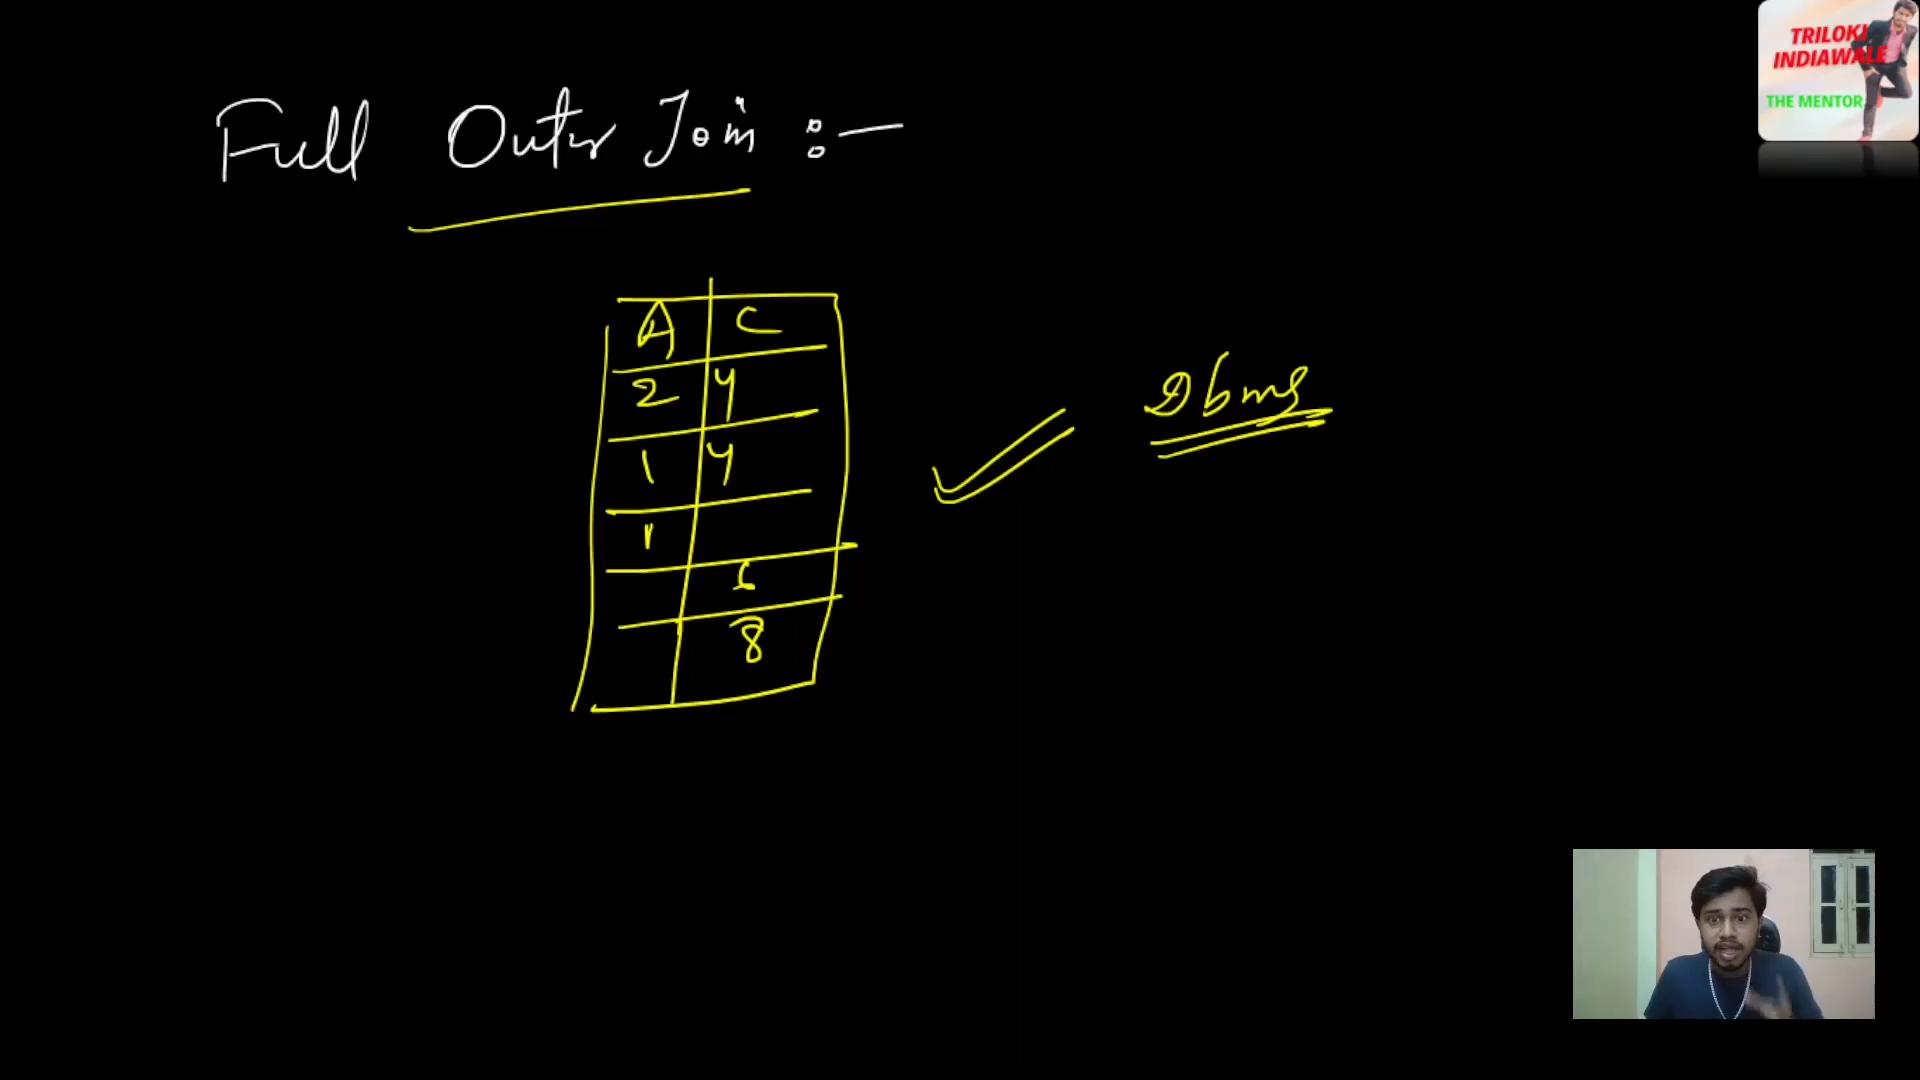 Full Outer Join :-
A C
2 4
1 4
1
6
8
Dbms
TRILOKI
INDIAWALE
THE MENTOR